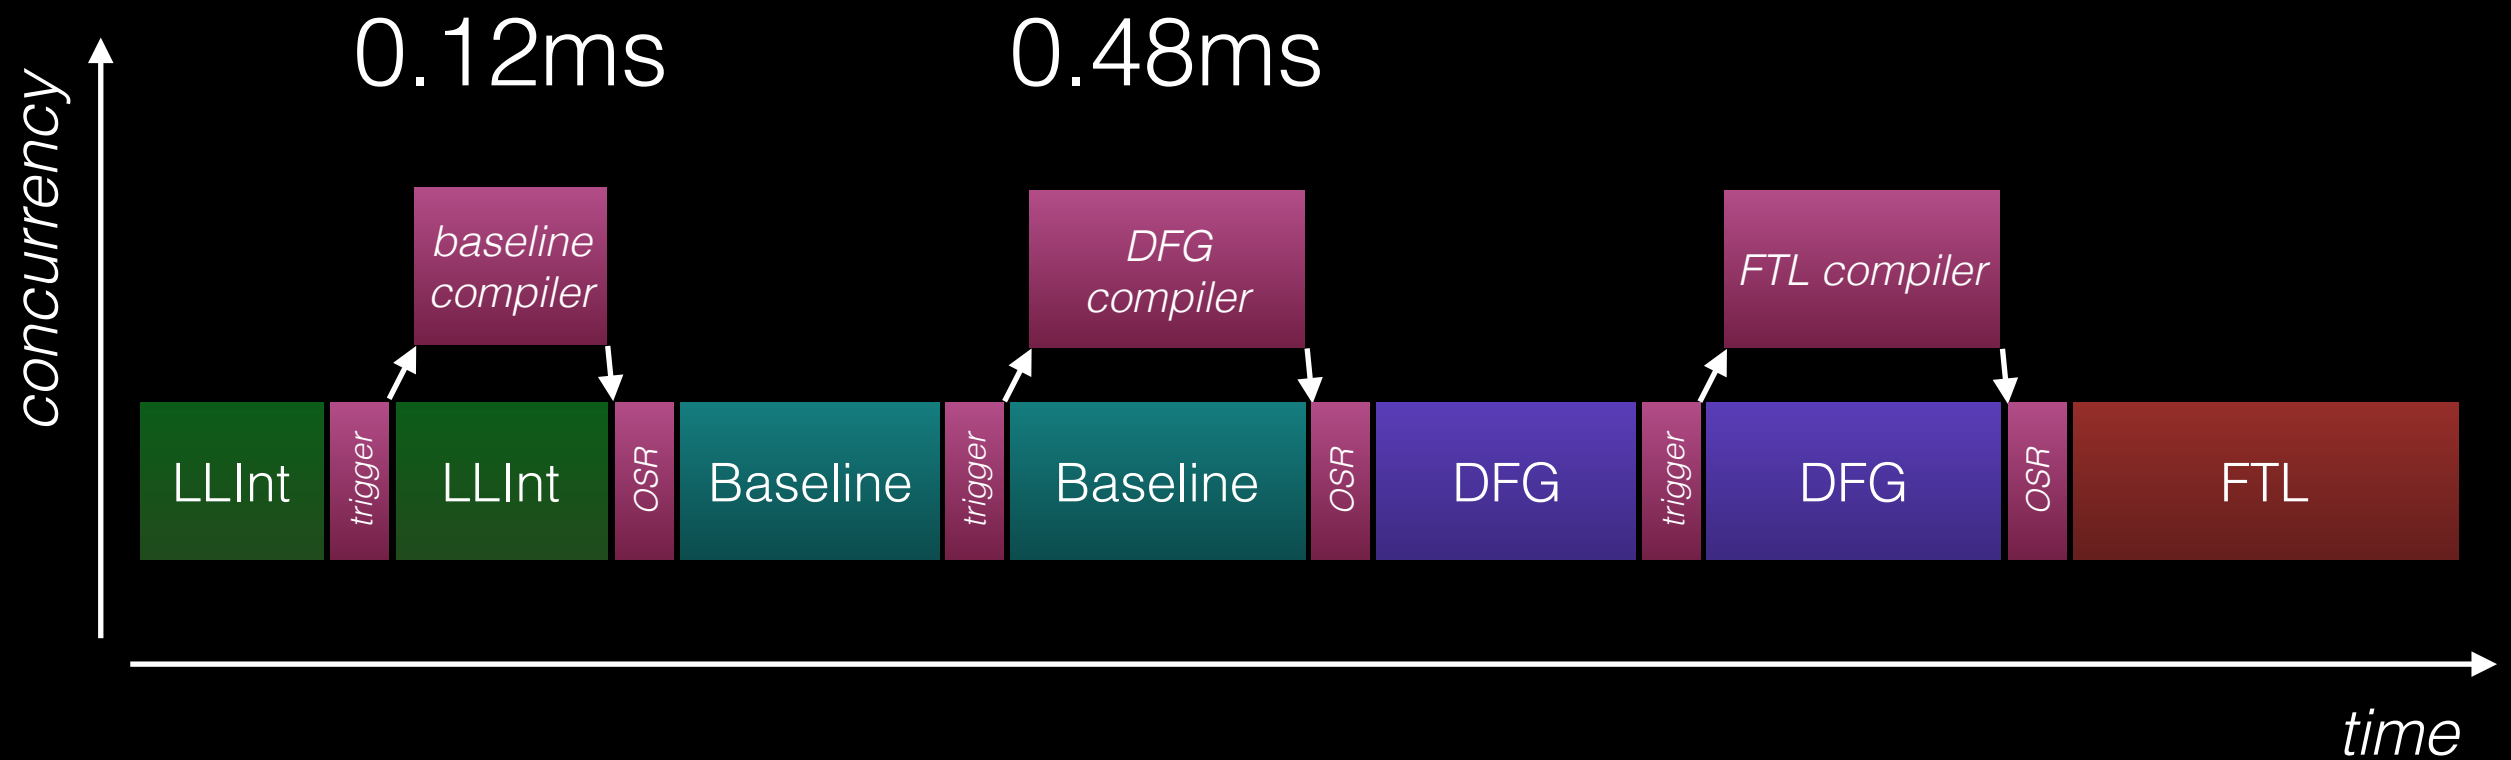 0.12ms
0.48ms
concurrency
baseline
compiler
DFG
compiler
FTL compiler
LLInt
trigger
LLInt
OSR
Baseline
trigger
Baseline
OSR
DFG
trigger
DFG
OSR
FTL
time